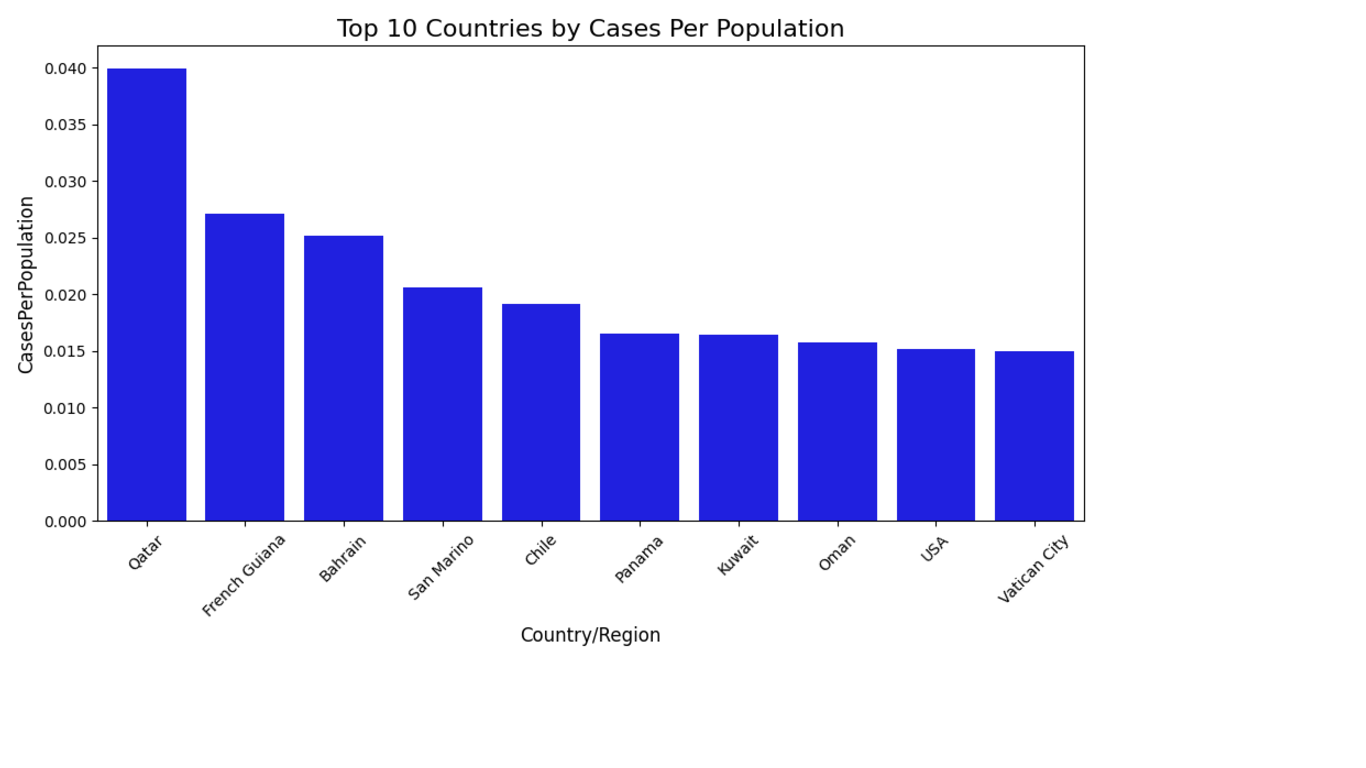 Top 10 Countries by Cases Per Population
CasesPerPopulation
0.040
0.035
0.030
0.025
0.020
0.015
0.010
0.005
0.000
Qatar
French Guiana
Bahrain
San Marino
Chile
Panama
Kuwait
Oman
USA
Vatican City
Country/Region